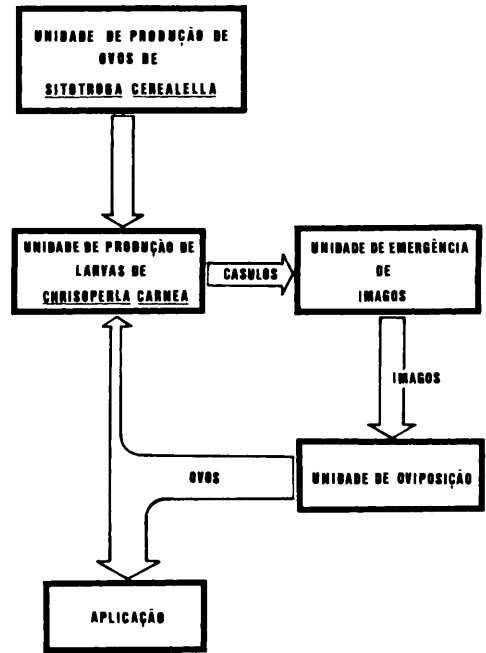 UNIDADE DE PRODUÇÃO DE
OVOS DE
SITOTROGA CEREALELLA
UNIDADE DE PRODUÇÃO DE
LARVAS DE
CHRISOPERLA CARNEA
CASULOS
UNIDADE DE EMERGÊNCIA
DE
IMAGOS
IMAGOS
OVOS
UNIDADE DE OVIPOSIÇÃO
APLICAÇÃO